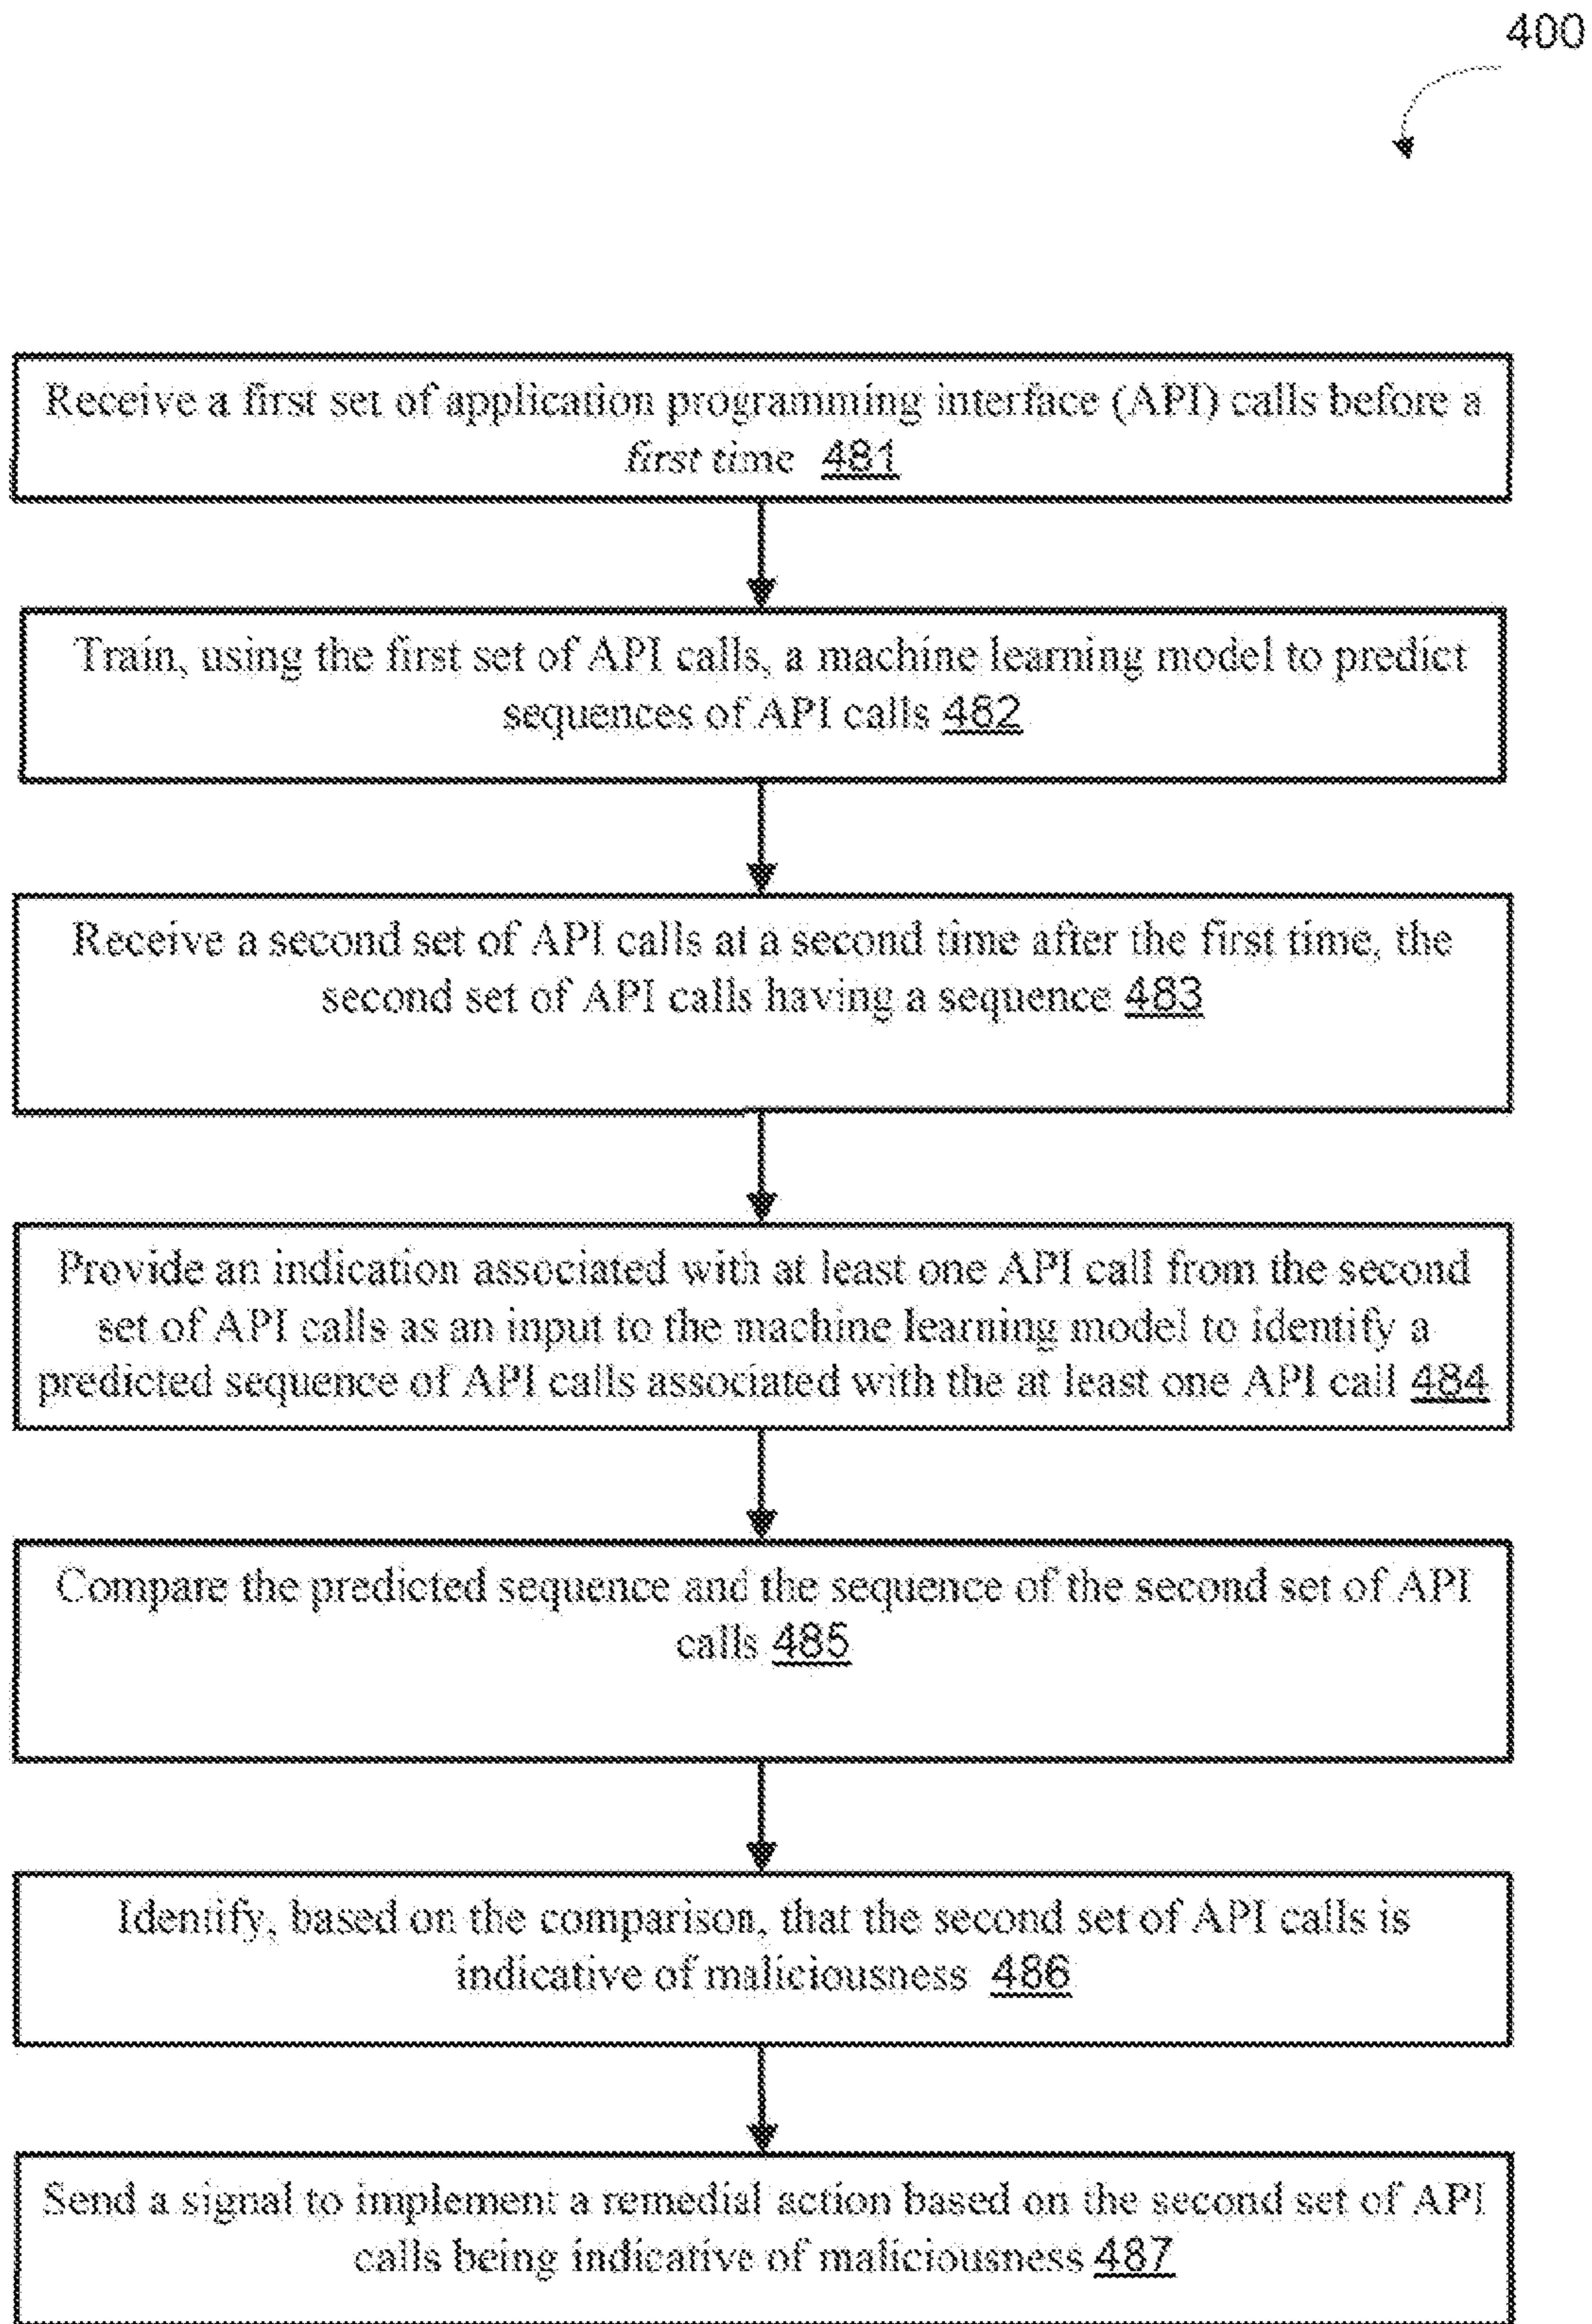 400
Receive a first set of application programming interface (API) calls before a
first time 481
Train, using the first set of API calls, a machine learning model to predict
sequences of API calls 482
Receive a second set of API calls at a second time after the first time, the
second set of API calls having a sequence 483
Provide an indication associated with at least one API call from the second
set of API calls as an input to the machine learning model to identify a
predicted sequence of API calls associated with the at least one API call 484
Compare the predicted sequence and the sequence of the second set of API
calls 485
Identify, based on the comparison, that the second set of API calls is
indicative of maliciousness 486
Send a signal to implement a remedial action based on the second set of API
calls being indicative of maliciousness 487